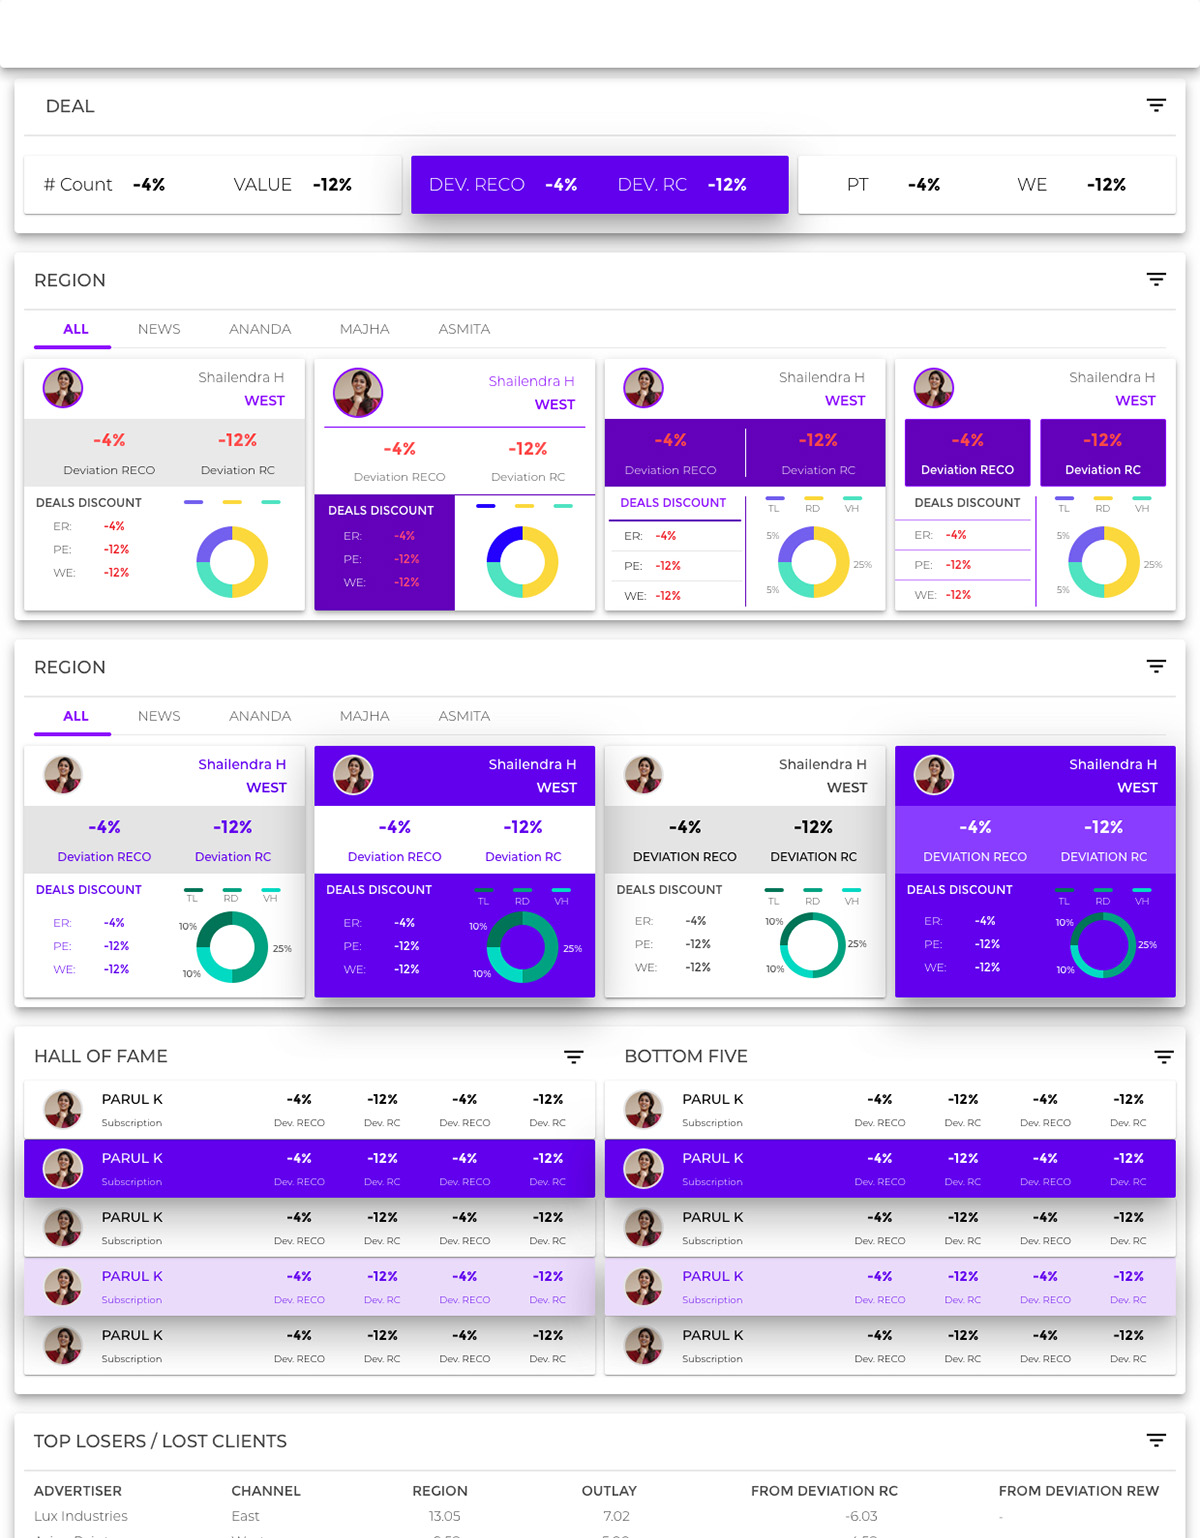 DEAL
# Count -4% VALUE -12% DEV. RECO -4% DEV. RC -12% PT -4% WE -12%
REGION
ALL NEWS ANANDA MAJHA ASMITA
Shailendra H
WEST
-4% -12%
Deviation RECO Deviation RC
DEALS DISCOUNT
ER: -4%
PE: -12%
WE: -12%
Shailendra H
WEST
-4% -12%
Deviation RECO Deviation RC
DEALS DISCOUNT
ER: -4%
PE: -12%
WE: -12%
Shailendra H
WEST
-4% -12%
Deviation RECO Deviation RC
DEALS DISCOUNT
TL RD VH
ER: -4%
PE: -12%
WE: -12%
5%
25%
5%
Shailendra H
WEST
-4% -12%
Deviation RECO Deviation RC
DEALS DISCOUNT
TL RD VH
ER: -4%
PE: -12%
WE: -12%
5%
25%
5%
REGION
ALL NEWS ANANDA MAJHA ASMITA
Shailendra H
WEST
-4% -12%
Deviation RECO Deviation RC
DEALS DISCOUNT
TL RD VH
ER: -4%
PE: -12%
WE: -12%
10%
25%
10%
Shailendra H
WEST
-4% -12%
Deviation RECO Deviation RC
DEALS DISCOUNT
TL RD VH
ER: -4%
PE: -12%
WE: -12%
10%
25%
10%
Shailendra H
WEST
-4% -12%
DEVIATION RECO DEVIATION RC
DEALS DISCOUNT
TL RD VH
ER: -4%
PE: -12%
WE: -12%
10%
25%
10%
Shailendra H
WEST
-4% -12%
DEVIATION RECO DEVIATION RC
DEALS DISCOUNT
TL RD VH
ER: -4%
PE: -12%
WE: -12%
10%
25%
10%
HALL OF FAME
PARUL K -4% -12% -4% -12%
Subscription Dev. RECO Dev. RC Dev. RECO Dev. RC
PARUL K -4% -12% -4% -12%
Subscription Dev. RECO Dev. RC Dev. RECO Dev. RC
PARUL K -4% -12% -4% -12%
Subscription Dev. RECO Dev. RC Dev. RECO Dev. RC
PARUL K -4% -12% -4% -12%
Subscription Dev. RECO Dev. RC Dev. RECO Dev. RC
PARUL K -4% -12% -4% -12%
Subscription Dev. RECO Dev. RC Dev. RECO Dev. RC
BOTTOM FIVE
PARUL K -4% -12% -4% -12%
Subscription Dev. RECO Dev. RC Dev. RECO Dev. RC
PARUL K -4% -12% -4% -12%
Subscription Dev. RECO Dev. RC Dev. RECO Dev. RC
PARUL K -4% -12% -4% -12%
Subscription Dev. RECO Dev. RC Dev. RECO Dev. RC
PARUL K -4% -12% -4% -12%
Subscription Dev. RECO Dev. RC Dev. RECO Dev. RC
PARUL K -4% -12% -4% -12%
Subscription Dev. RECO Dev. RC Dev. RECO Dev. RC
TOP LOSERS / LOST CLIENTS
ADVERTISER CHANNEL REGION OUTLAY FROM DEVIATION RC FROM DEVIATION REW
Lux Industries East 13.05 7.02 -6.03 -